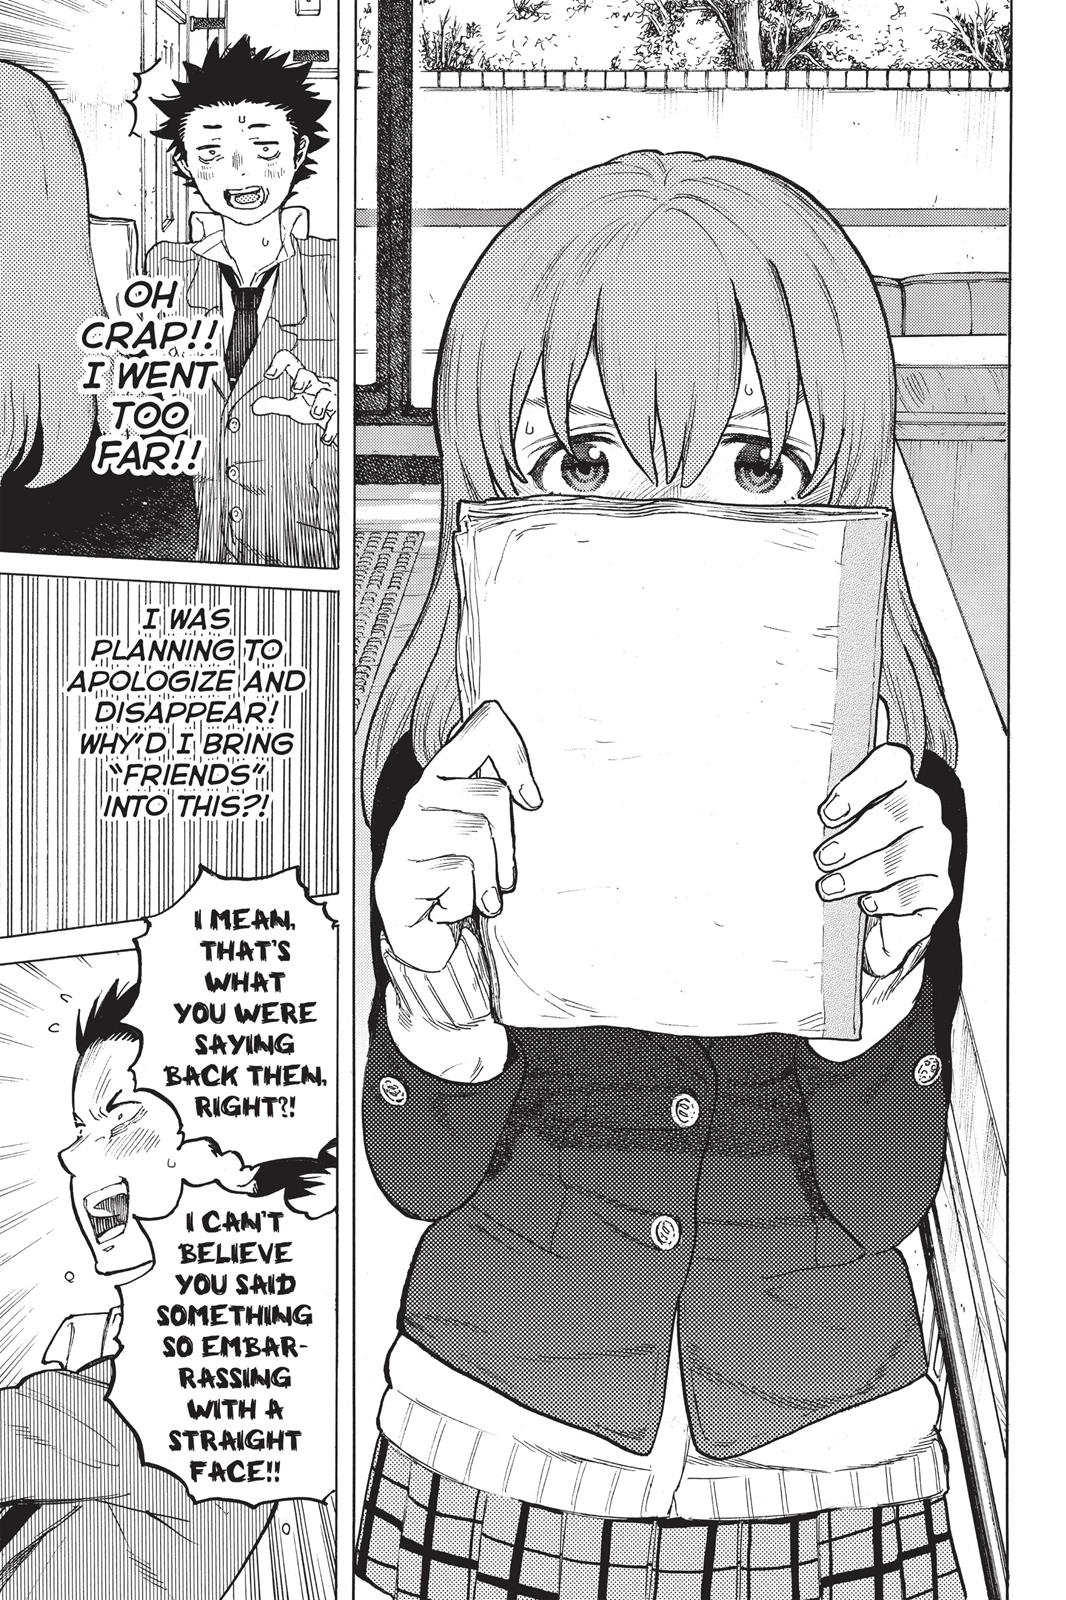 OH
CRAP!!
I WENT
TOO
FAR!!
I WAS
PLANNING TO
APOLOGIZE AND
DISAPPEAR!
WHY'D I BRING
"FRIENDS"
INTO THIS?!
I MEAN,
THAT'S
WHAT
YOU WERE
SAYING
BACK THEN,
RIGHT?!
I CAN'T
BELIEVE
YOU SAID
SOMETHING
SO EMBAR-
RASSING
WITH A
STRAIGHT
FACE!!